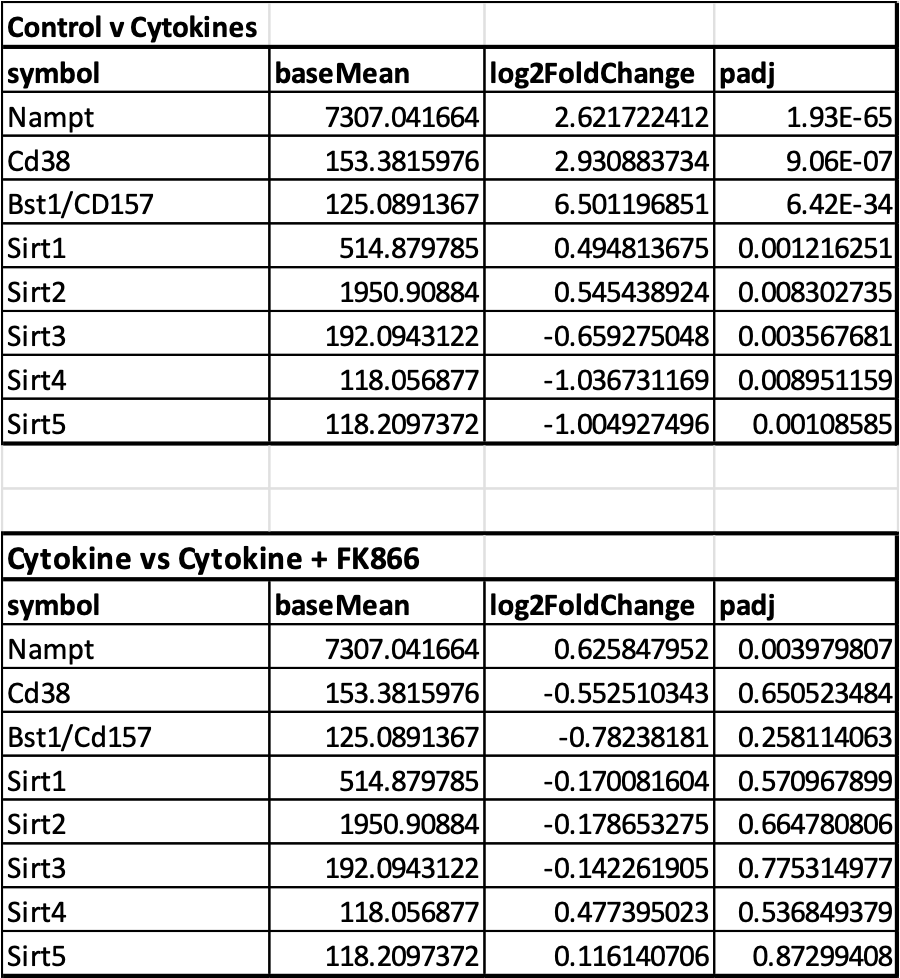 Control v Cytokines
symbol baseMean log2FoldChange padj
Nampt 7307.041664 2.621722412 1.93E-65
Cd38 153.3815976 2.930883734 9.06E-07
Bst1/CD157 125.0891367 6.501196851 6.42E-34
Sirt1 514.879785 0.494813675 0.001216251
Sirt2 1950.90884 0.545438924 0.008302735
Sirt3 192.0943122 -0.659275048 0.003567681
Sirt4 118.056877 -1.036731169 0.008951159
Sirt5 118.2097372 -1.004927496 0.00108585
Cytokine vs Cytokine + FK866
symbol baseMean log2FoldChange padj
Nampt 7307.041664 0.625847952 0.003979807
Cd38 153.3815976 -0.552510343 0.650523484
Bst1/Cd157 125.0891367 -0.78238181 0.258114063
Sirt1 514.879785 -0.170081604 0.570967899
Sirt2 1950.90884 -0.178653275 0.664780806
Sirt3 192.0943122 -0.142261905 0.775314977
Sirt4 118.056877 0.477395023 0.536849379
Sirt5 118.2097372 0.116140706 0.87299408